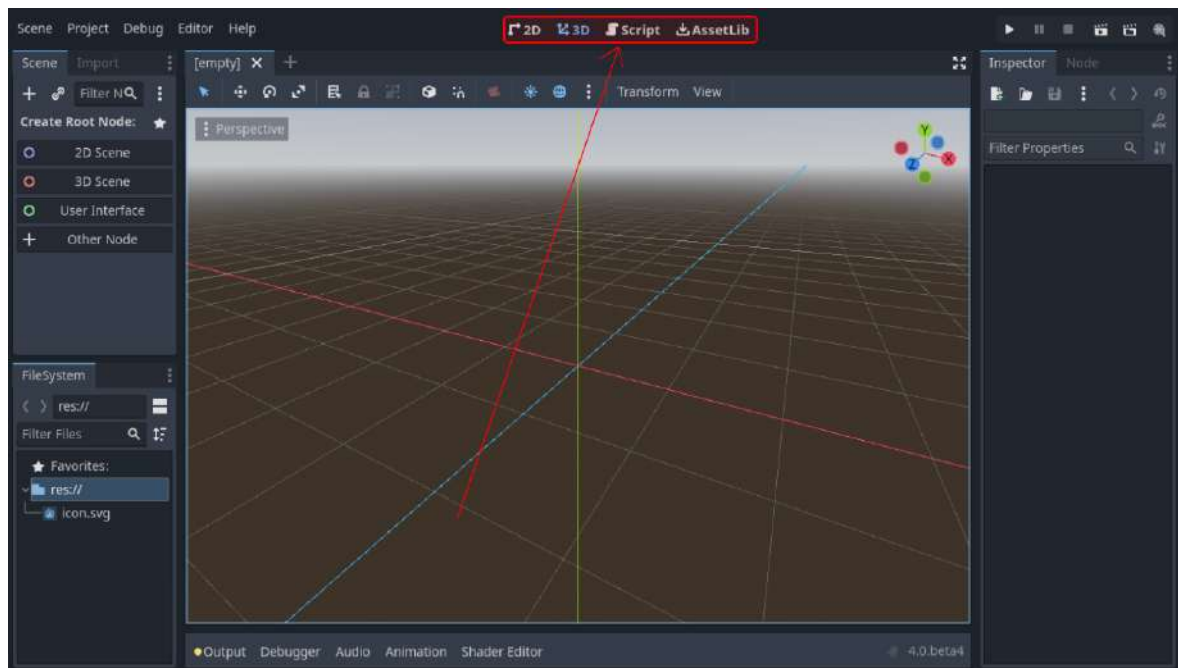 Scene Project Debug Editor Help
2D 3D Script AssetLib
Scene Import
[empty]
Inspector Node
Filter N
Transform View
Create Root Node:
Perspective
2D Scene
3D Scene
User Interface
Other Node
Y
X
Z
Filter Properties
FileSystem
res://
Filter Files
Favorites:
res://
icon.svg
Output Debugger Audio Animation Shader Editor
4.0.beta4